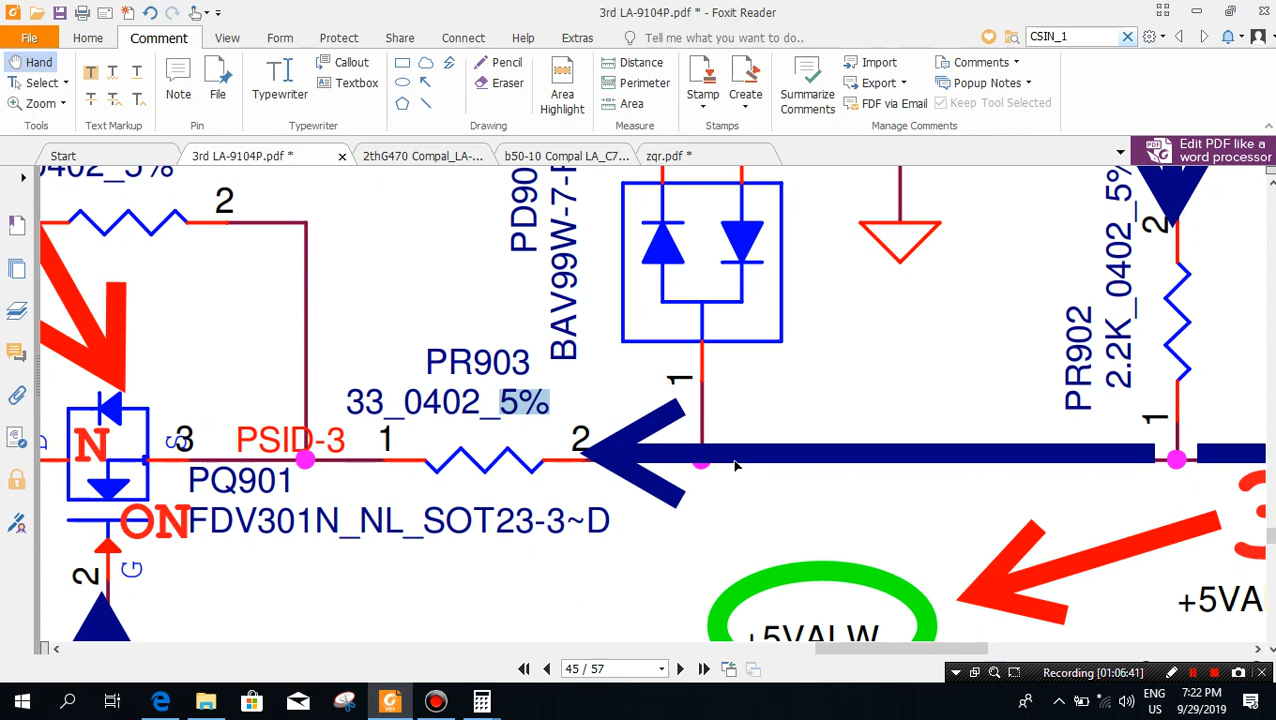 3rd LA-9104P.pdf * - Foxit Reader
File Home Comment View Form Protect Share Connect Help Extras Tell me what you want to do.. CSIN_1
Hand
Select
Zoom
Tools
Text Markup
Note
File
Pin
Typewriter
Callout
Textbox
Typewriter
Pencil
Eraser
Drawing
Area Highlight
Distance
Perimeter
Area
Measure
Stamp
Create
Stamps
Summarize Comments
Import
Export
FDF via Email
Comments
Popup Notes
Keep Tool Selected
Manage Comments
Start 3rd LA-9104P.pdf * 2thG470 Compal_LA-... b50-10 Compal LA_C7... zqr.pdf *
Edit PDF like a word processor
0402_5%
2
PD90
BAV99W-7-F
1
2
PR902
2.2K_0402_5%
1
PR903
33_0402_5%
D
N
S
3
PSID-3
1
2
PQ901
ON
FDV301N_NL_SOT23-3~D
G
2
3
+5VALW
+5VA
45 / 57
Recording [01:06:41]
ENG
US
7:22 PM
9/29/2019